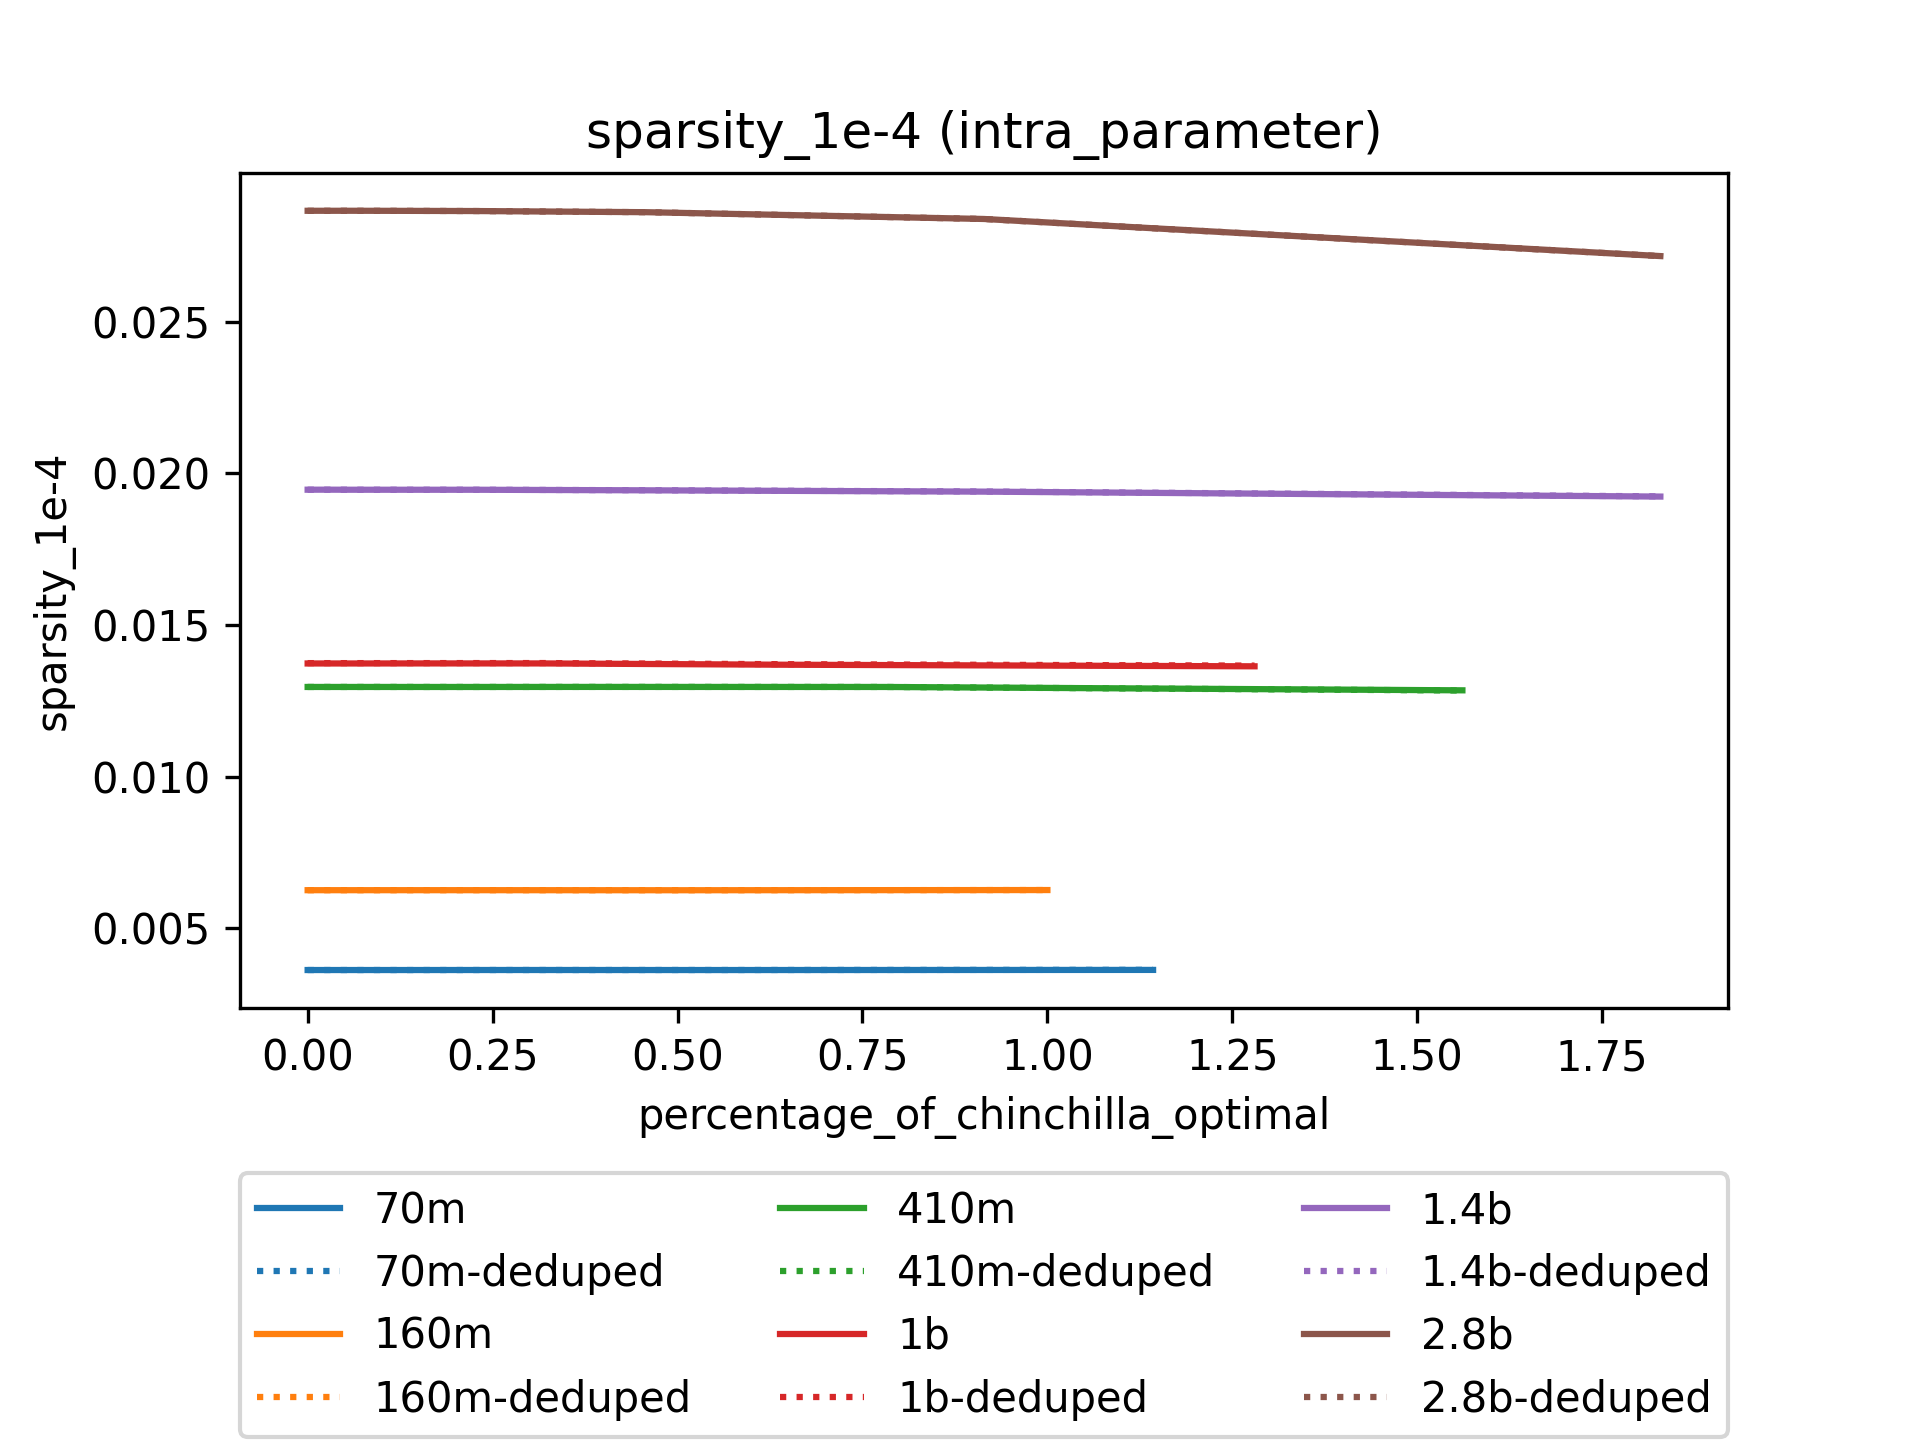 sparsity_1e-4 (intra_parameter)
sparsity_1e-4
0.025
0.020
0.015
0.010
0.005
0.00 0.25 0.50 0.75 1.00 1.25 1.50 1.75
percentage_of_chinchilla_optimal
70m
70m-deduped
160m
160m-deduped
410m
410m-deduped
1b
1b-deduped
1.4b
1.4b-deduped
2.8b
2.8b-deduped